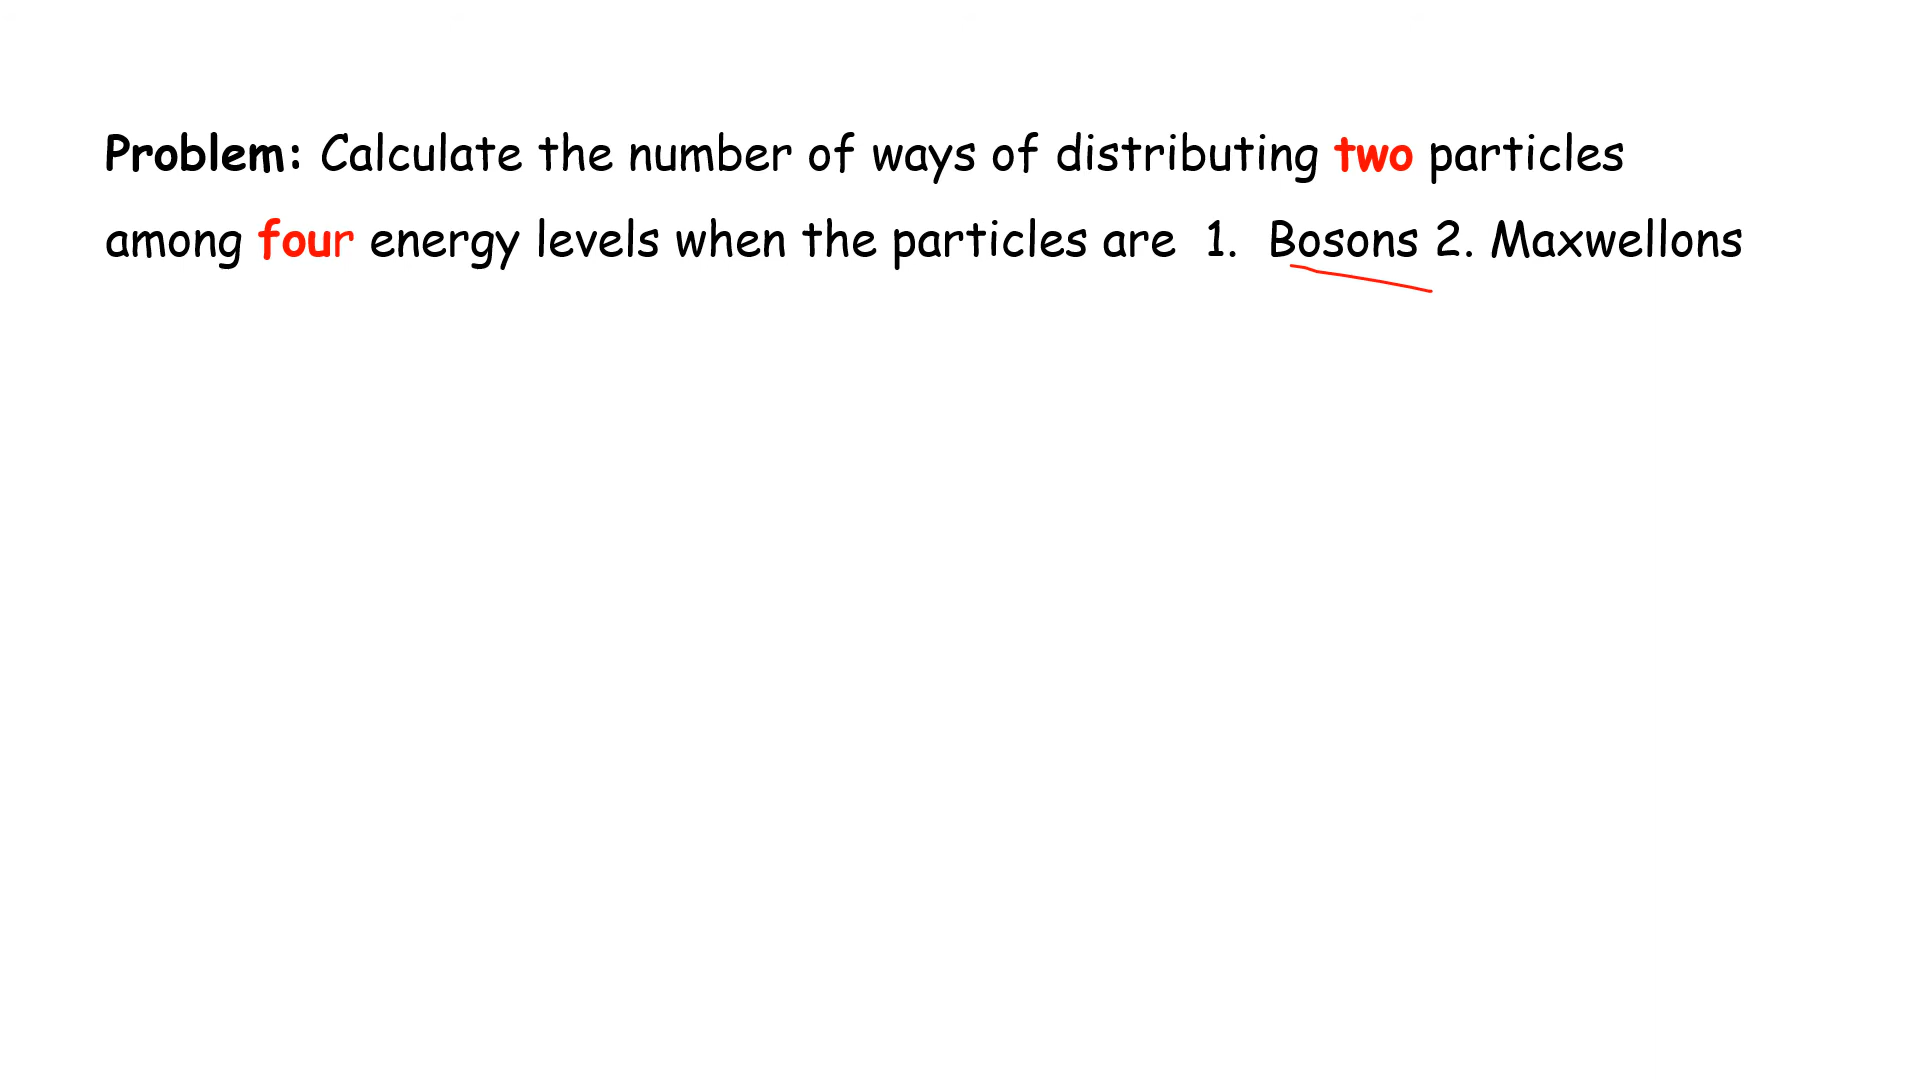 Problem: Calculate the number of ways of distributing two particles
among four energy levels when the particles are 1. Bosons 2. Maxwellons